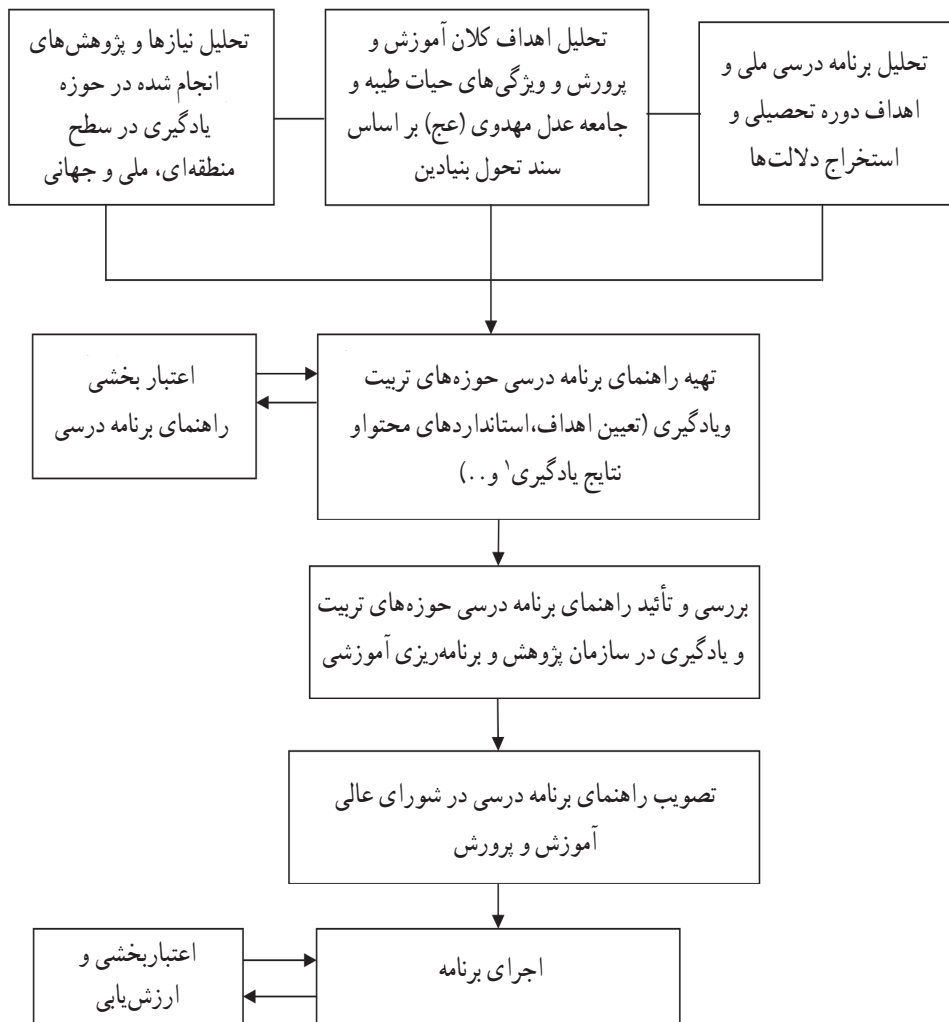 تحلیل برنامه درسی ملی و
اهداف دوره تحصیلی و
استخراج دلالت‌ها
تحلیل اهداف کلان آموزش و
پرورش و ویژگی‌های حیات طیبه و
جامعه عدل مهدوی (عج) بر اساس
سند تحول بنیادین
تحلیل نیازها و پژوهش‌های
انجام شده در حوزه
یادگیری در سطح
منطقه‌ای، ملی و جهانی
تهیه راهنمای برنامه درسی حوزه‌های تربیت
ویادگیری (تعیین اهداف،استانداردهای محتواو
نتایج یادگیری۱ و..)
اعتبار بخشی
راهنمای برنامه درسی
بررسی و تأئید راهنمای برنامه درسی حوزه‌های تربیت
و یادگیری در سازمان پژوهش و برنامه‌ریزی آموزشی
تصویب راهنمای برنامه درسی در شورای عالی
آموزش و پرورش
اجرای برنامه
اعتباربخشی و
ارزش‌یابی